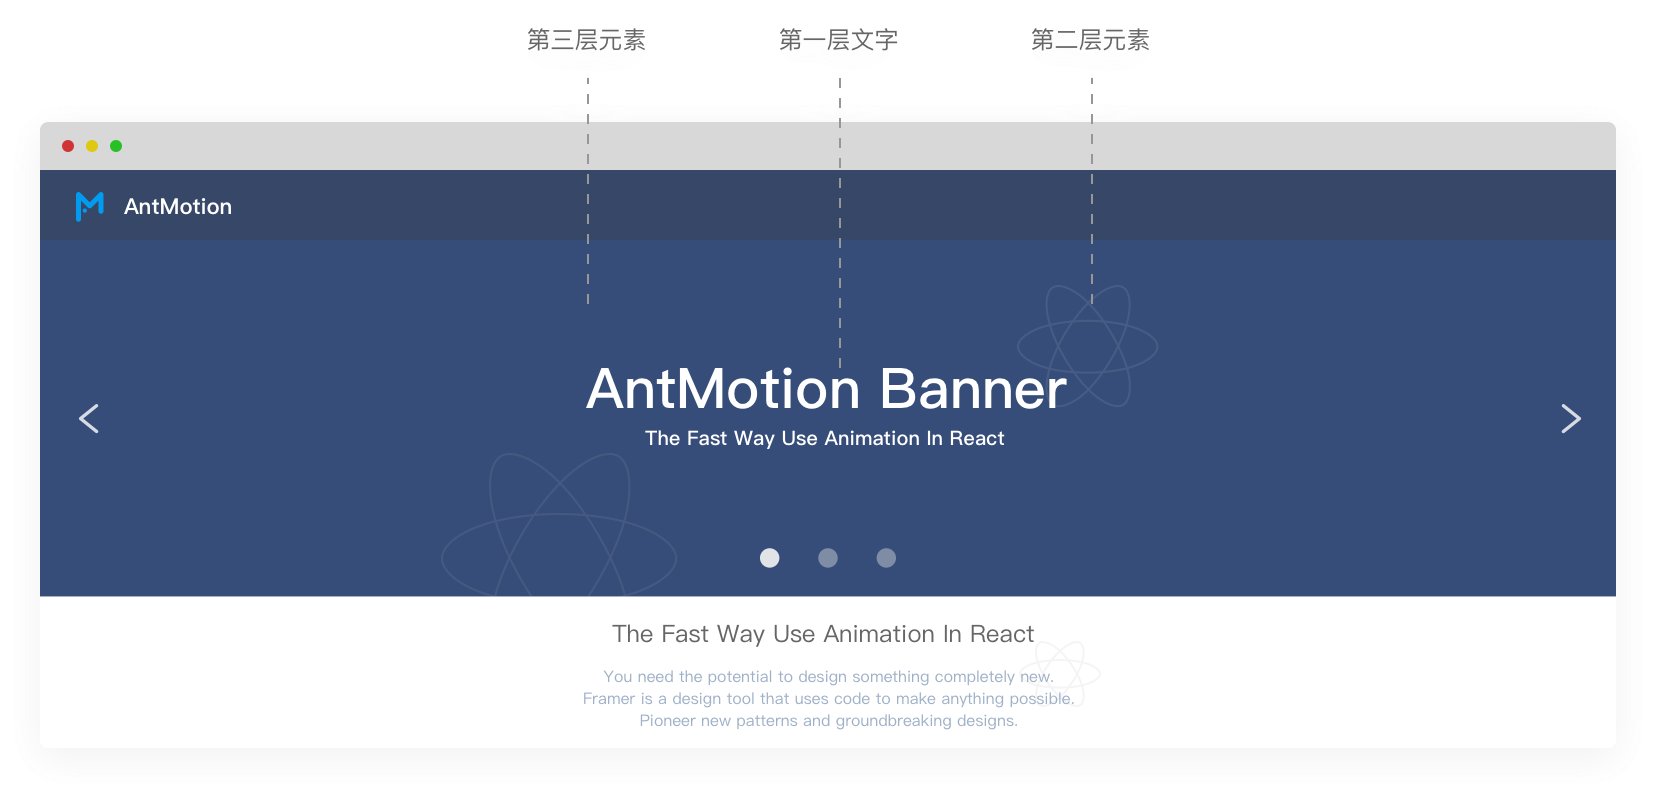 第三层元素
第一层文字
第二层元素
AntMotion
AntMotion Banner
The Fast Way Use Animation In React
The Fast Way Use Animation In React
You need the potential to design something completely new.
Framer is a design tool that uses code to make anything possible.
Pioneer new patterns and groundbreaking designs.